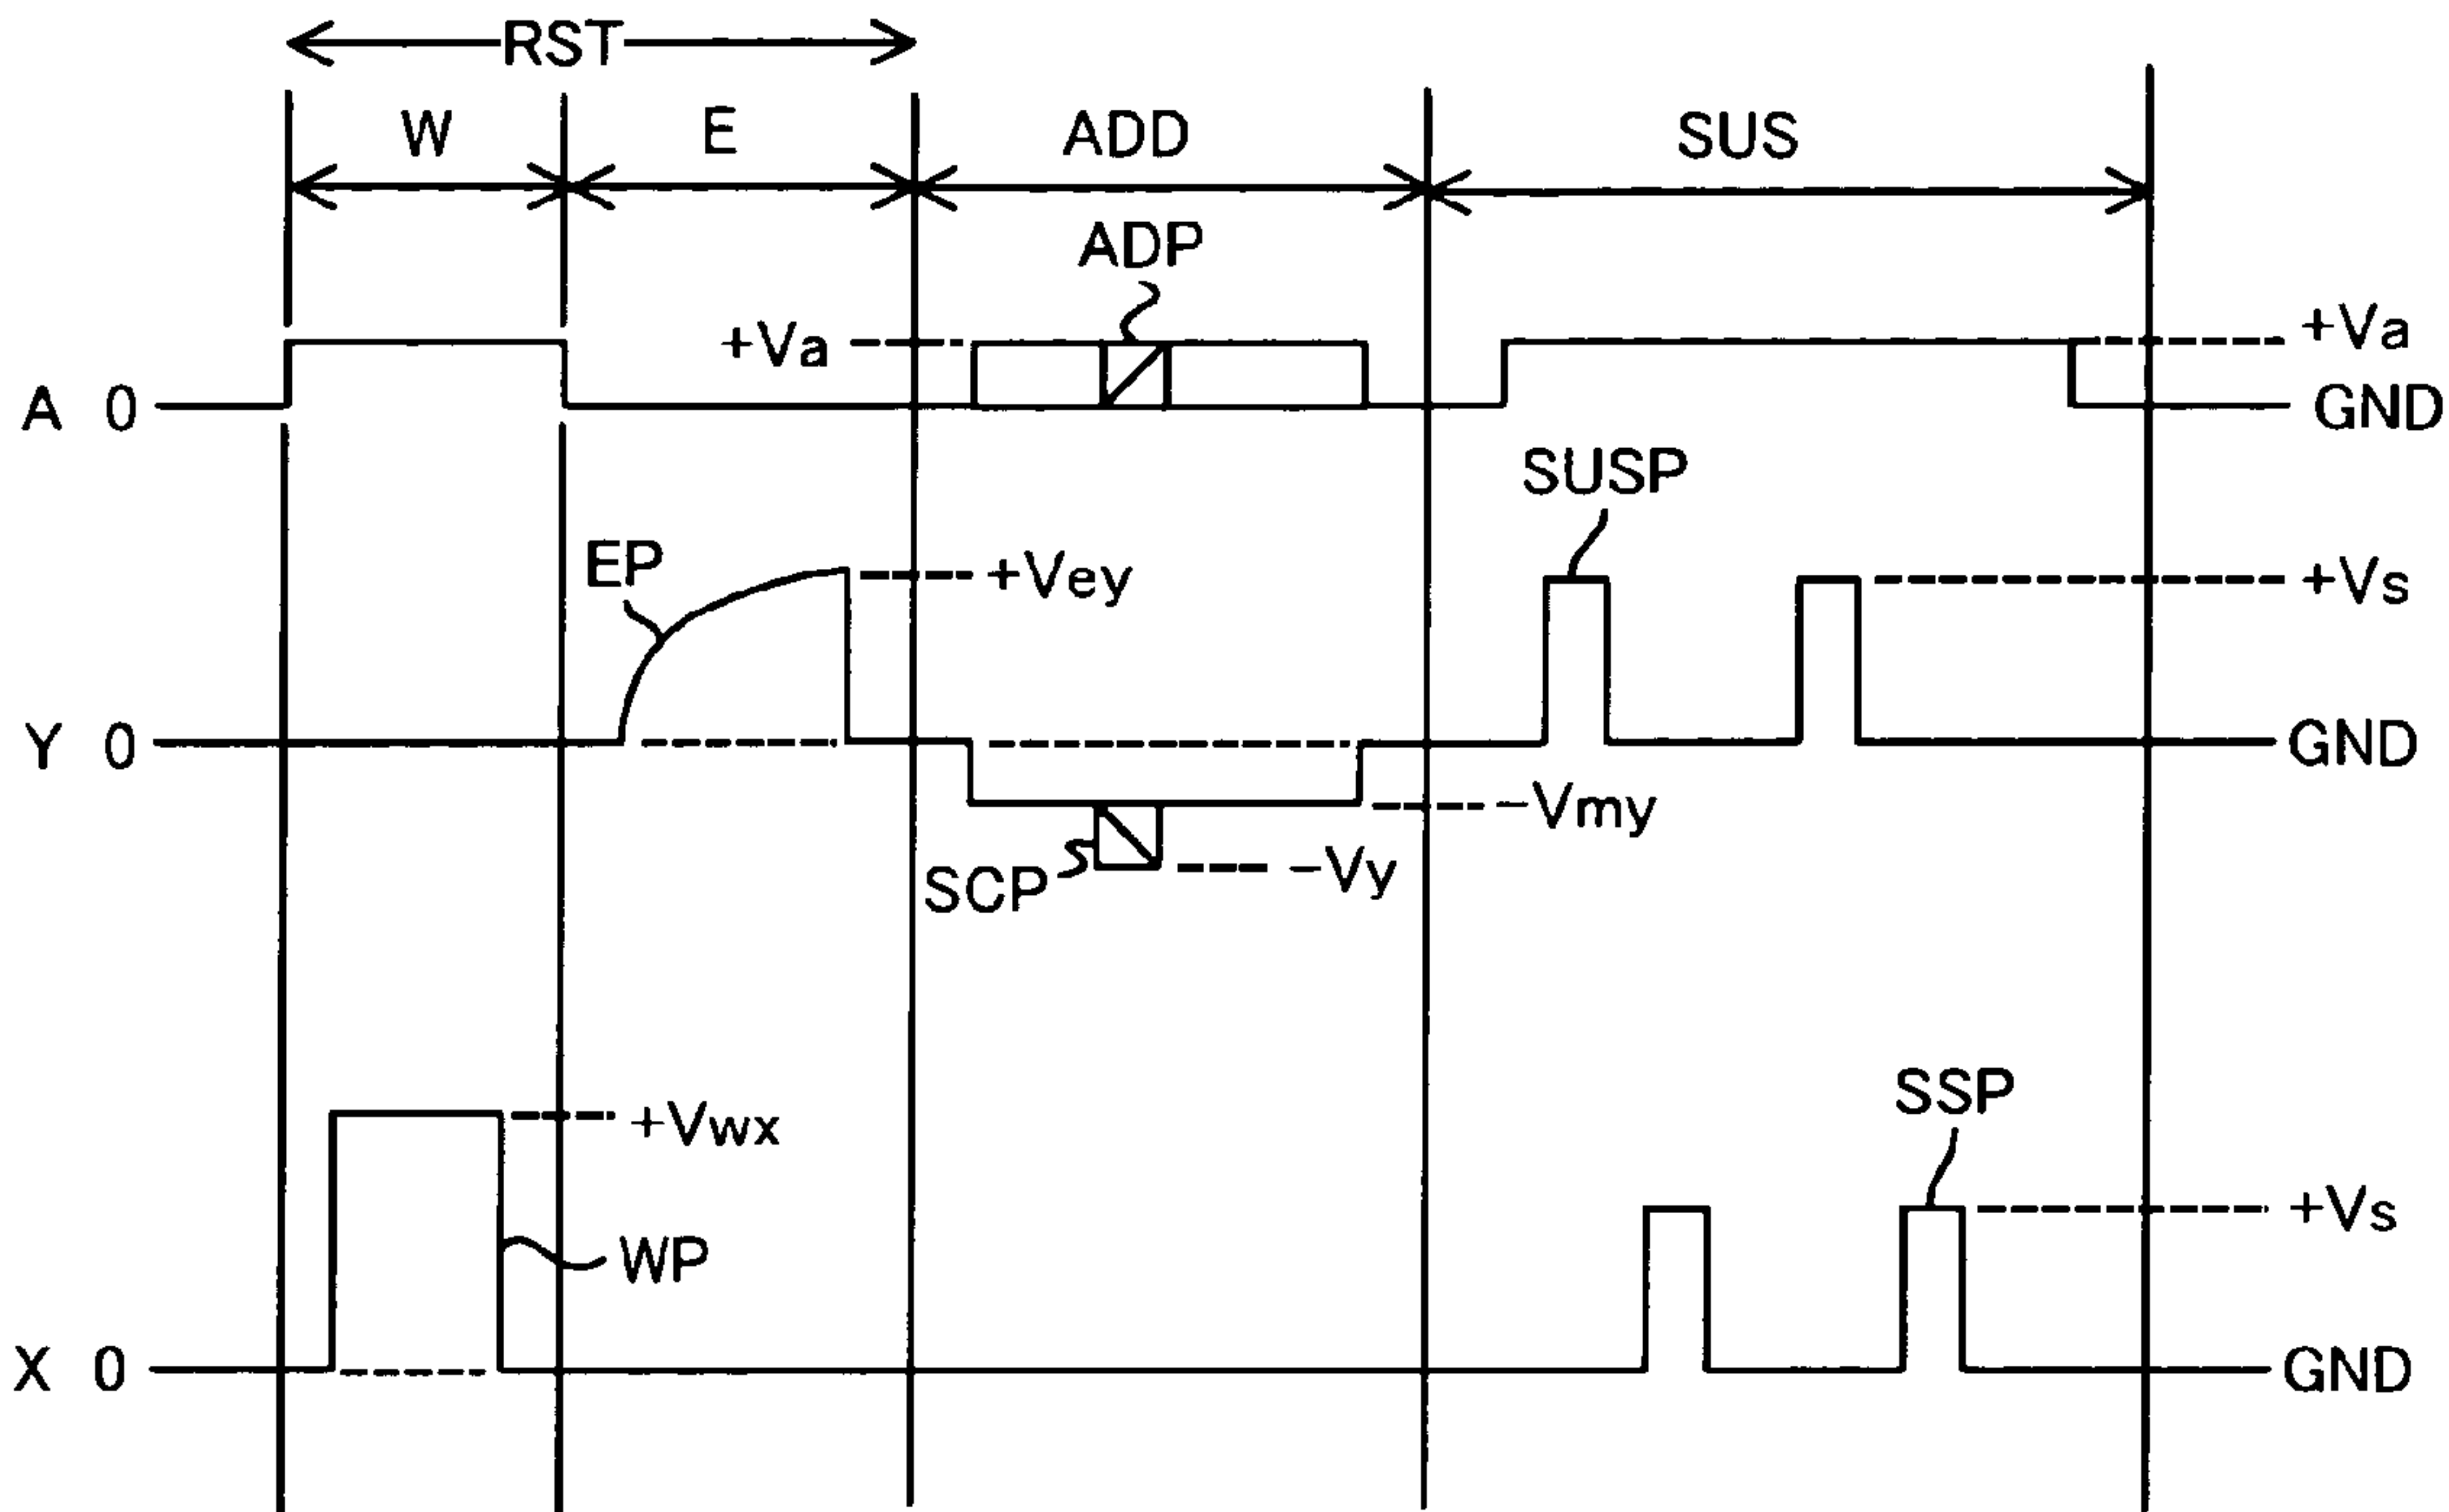 RST
W E ADD SUS
ADP
+Va +Va
A 0 GND
SUSP
EP +Vey +Vs
Y 0 GND
−Vmy
SCP −Vy
SSP
+Vwx
+Vs
WP
X 0 GND